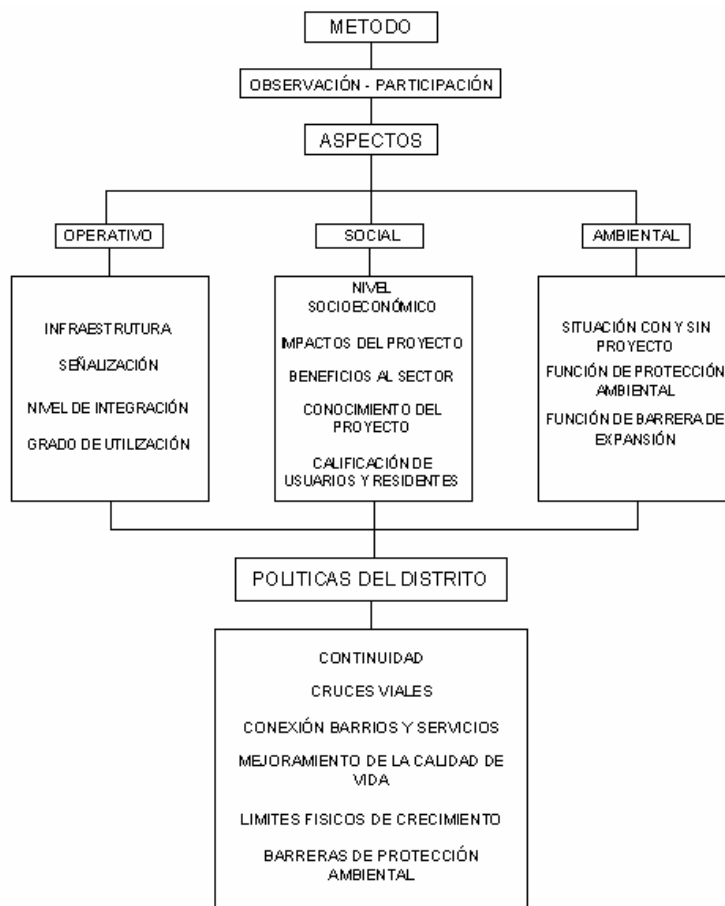 METODO
OBSERVACIÓN - PARTICIPACIÓN
ASPECTOS
OPERATIVO
INFRAESTRUTURA
SEÑALIZACIÓN
NIVEL DE INTEGRACIÓN
GRADO DE UTILIZACIÓN
SOCIAL
NIVEL
SOCIOECONÓMICO
IMPACTOS DEL PROYECTO
BENEFICIOS AL SECTOR
CONOCIMIENTO DEL
PROYECTO
CALIFICACIÓN DE
USUARIOS Y RESIDENTES
AMBIENTAL
SITUACIÓN CON Y SIN
PROYECTO
FUNCIÓN DE PROTECCIÓN
AMBIENTAL
FUNCIÓN DE BARRERA DE
EXPANSIÓN
POLITICAS DEL DISTRITO
CONTINUIDAD
CRUCES VIALES
CONEXIÓN BARRIOS Y SERVICIOS
MEJORAMIENTO DE LA CALIDAD DE
VIDA
LIMITES FISICOS DE CRECIMIENTO
BARRERAS DE PROTECCIÓN
AMBIENTAL